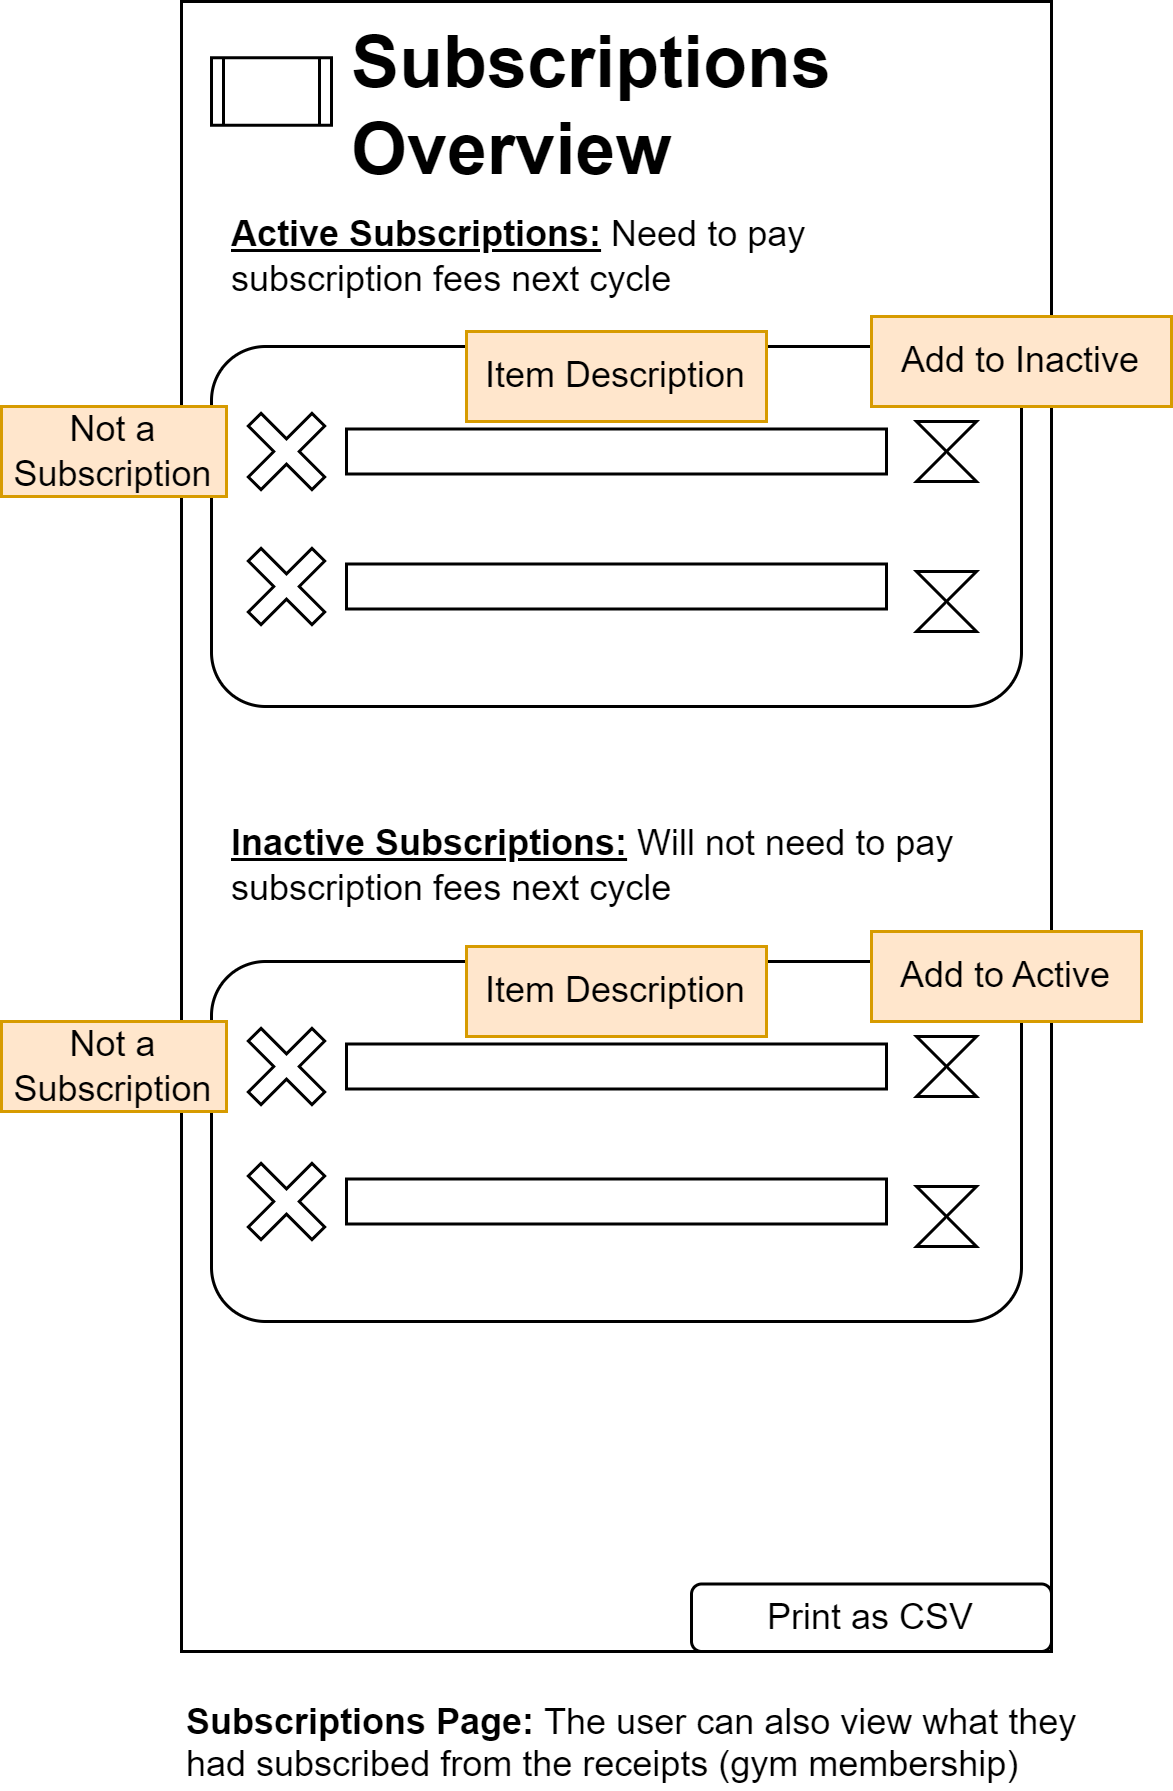 Subscriptions
Overview
Active Subscriptions: Need to pay
subscription fees next cycle
Item Description
Add to Inactive
Not a
Subscription
Inactive Subscriptions: Will not need to pay
subscription fees next cycle
Item Description
Add to Active
Not a
Subscription
Print as CSV
Subscriptions Page: The user can also view what they
had subscribed from the receipts (gym membership)